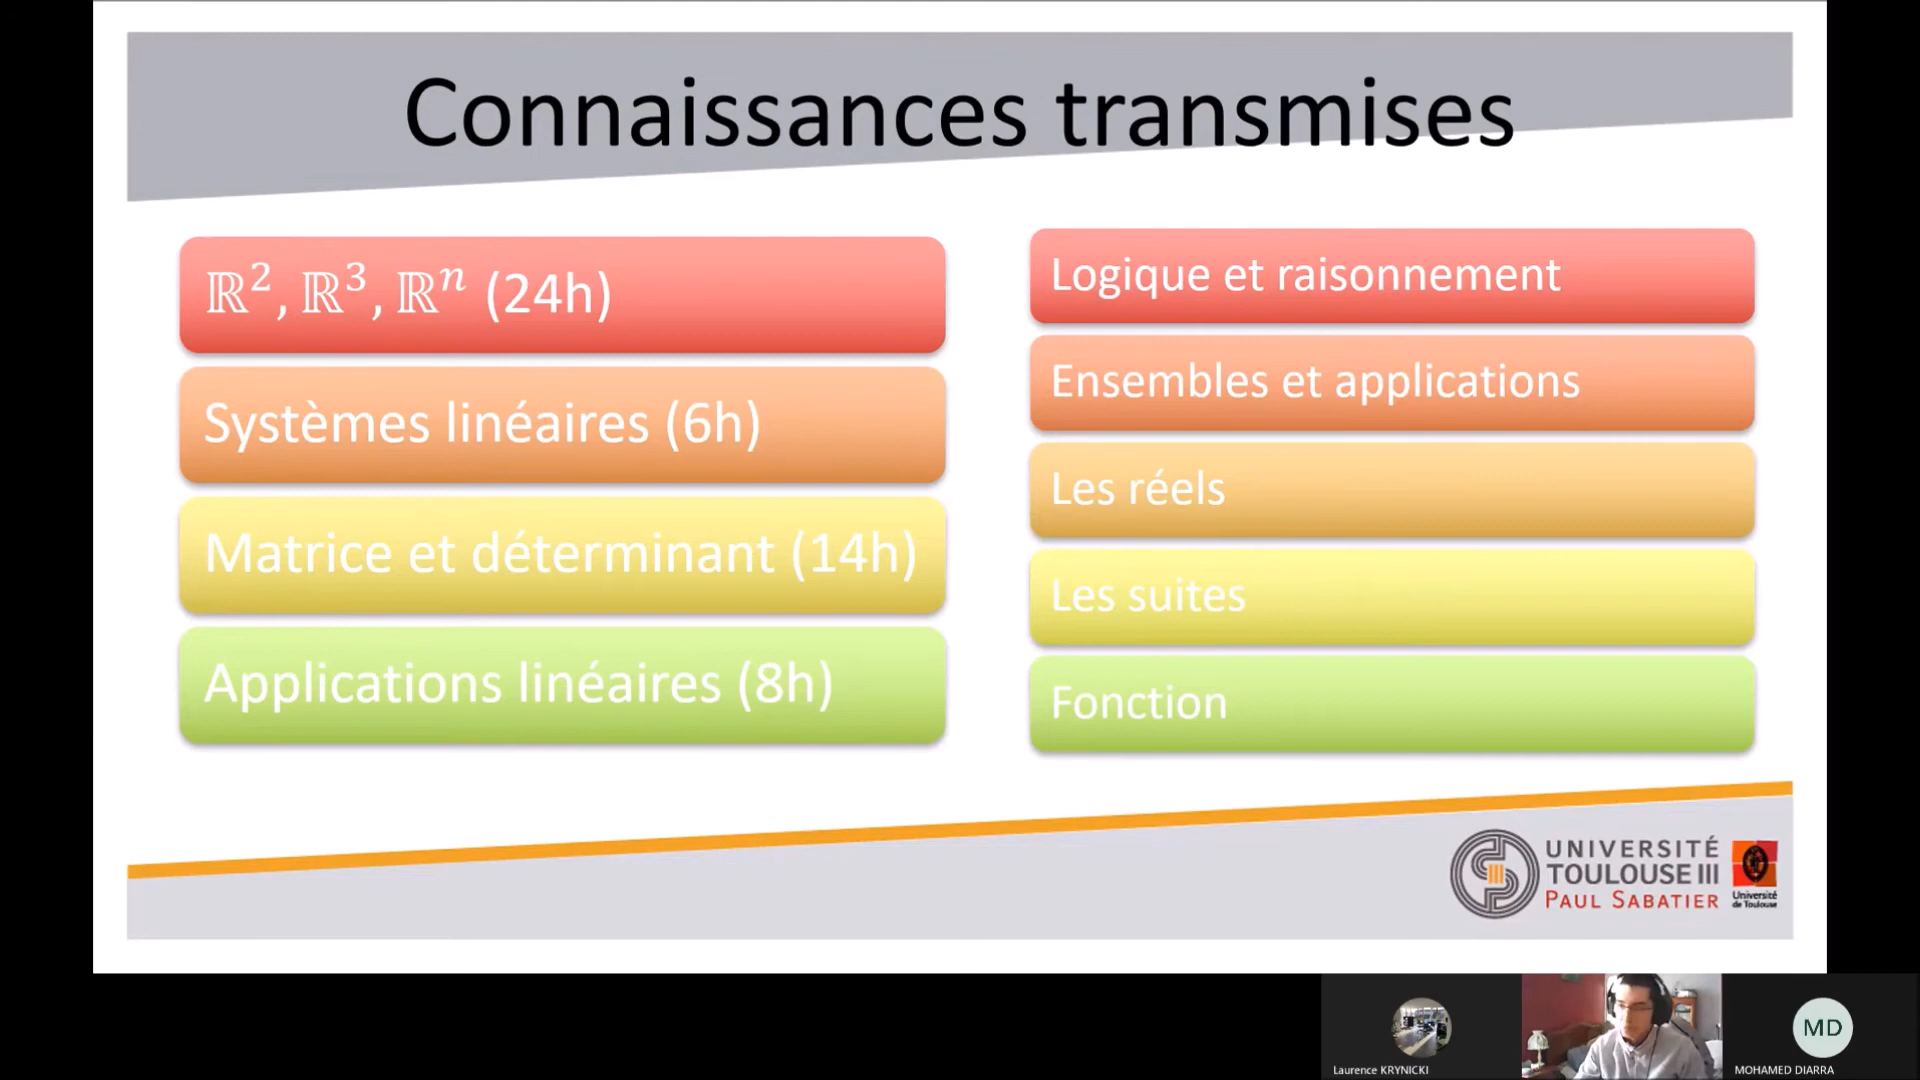 Connaissances transmises
ℝ², ℝ³, ℝⁿ (24h)
Systèmes linéaires (6h)
Matrice et déterminant (14h)
Applications linéaires (8h)
Logique et raisonnement
Ensembles et applications
Les réels
Les suites
Fonction
UNIVERSITÉ
TOULOUSE III
PAUL SABATIER
Université
de Toulouse
Laurence KRYNICKI
MD
MOHAMED DIARRA